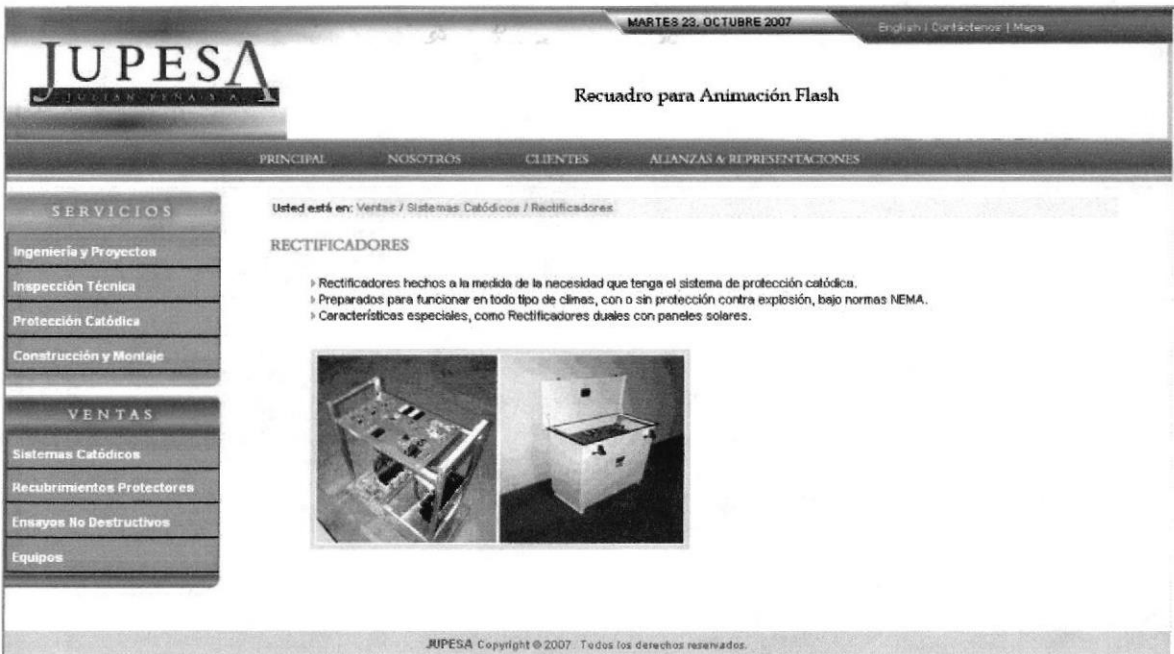 MARTES 23, OCTUBRE 2007
English | Contáctenos | Mapa
JUPESA
JULIAN PEÑA S.A.
Recuadro para Animación Flash
PRINCIPAL NOSOTROS CLIENTES ALIANZAS & REPRESENTACIONES
SERVICIOS
Ingeniería y Proyectos
Inspección Técnica
Protección Catódica
Construcción y Montaje
VENTAS
Sistemas Catódicos
Recubrimientos Protectores
Ensayos No Destructivos
Equipos
Usted está en: Ventas / Sistemas Catódicos / Rectificadores
RECTIFICADORES
Rectificadores hechos a la medida de la necesidad que tenga el sistema de protección catódica.
Preparados para funcionar en todo tipo de climas, con o sin protección contra explosión, bajo normas NEMA.
Características especiales, como Rectificadores duales con paneles solares.
JUPESA Copyright © 2007. Todos los derechos reservados.